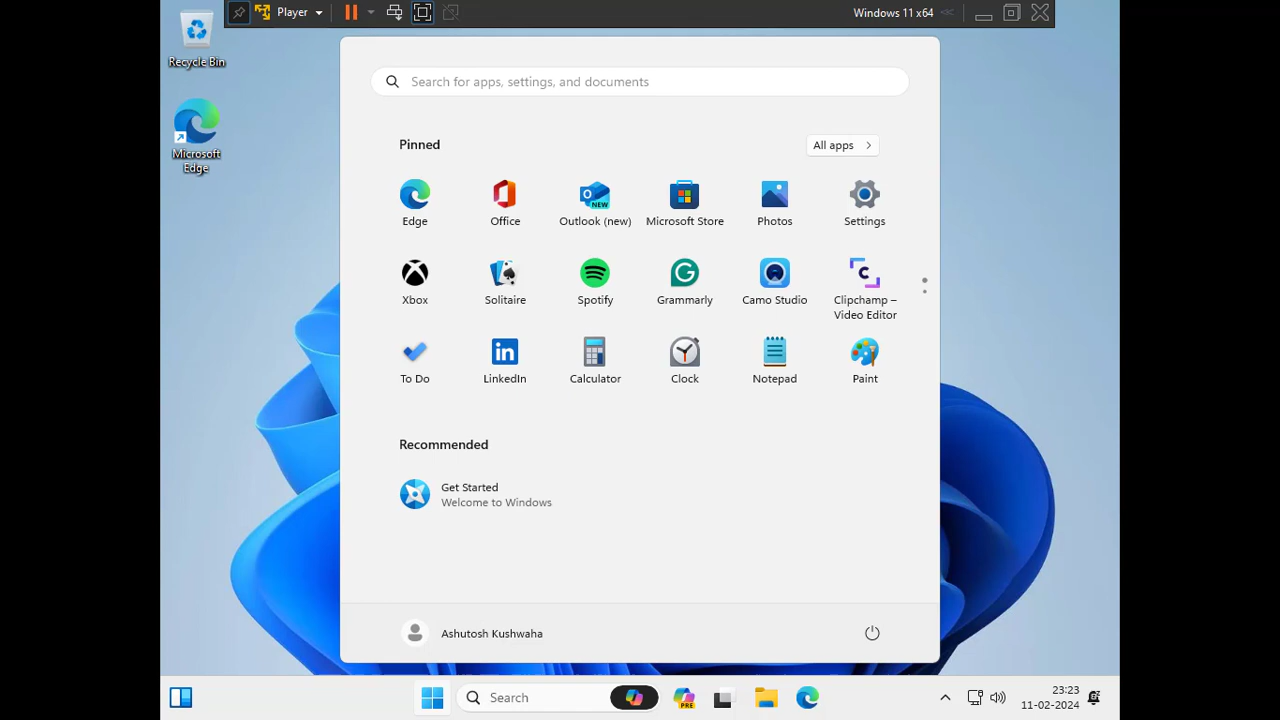 Player
Windows 11 x64
Recycle Bin
Microsoft
Edge
Search for apps, settings, and documents
Pinned
All apps
Edge
Office
Outlook (new)
Microsoft Store
Photos
Settings
Xbox
Solitaire
Spotify
Grammarly
Camo Studio
Clipchamp –
Video Editor
To Do
LinkedIn
Calculator
Clock
Notepad
Paint
Recommended
Get Started
Welcome to Windows
Ashutosh Kushwaha
Search
PRE
23:23
11-02-2024